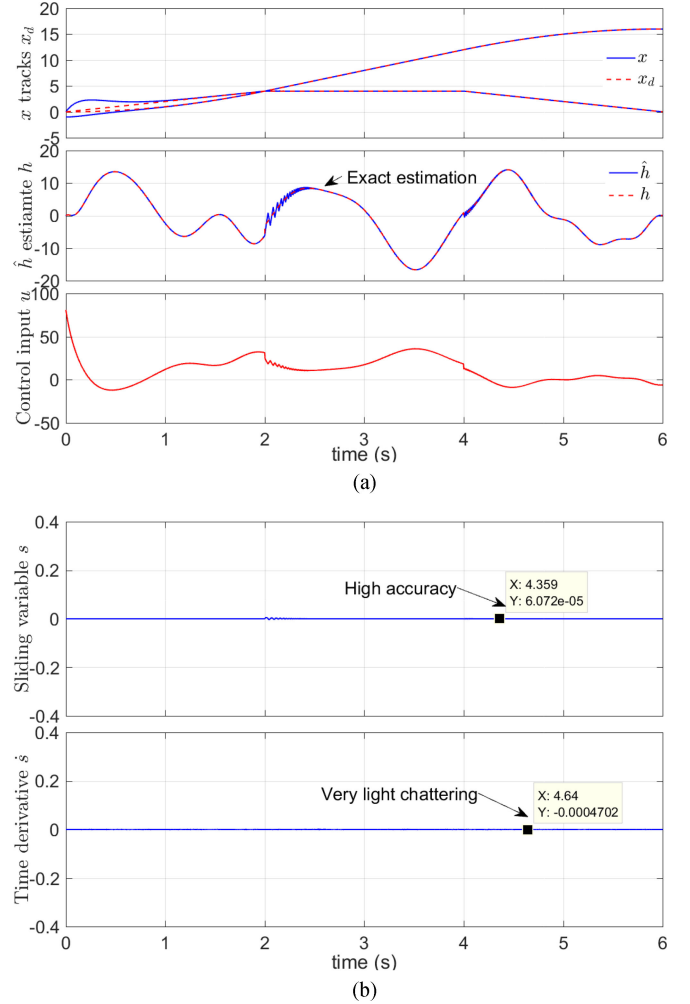 20
15
10
5
0
-5
x tracks x_d
x
x_d
20
10
0
-10
-20
ĥ estiamte h
Exact estimation
ĥ
h
100
50
0
-50
Control input u
0 1 2 3 4 5 6
time (s)
(a)
0.4
0.2
0
-0.2
-0.4
Sliding variable s
High accuracy
X: 4.359
Y: 6.072e-05
0.4
0.2
0
-0.2
-0.4
Time derivative ṡ
Very light chattering
X: 4.64
Y: -0.0004702
0 1 2 3 4 5 6
time (s)
(b)